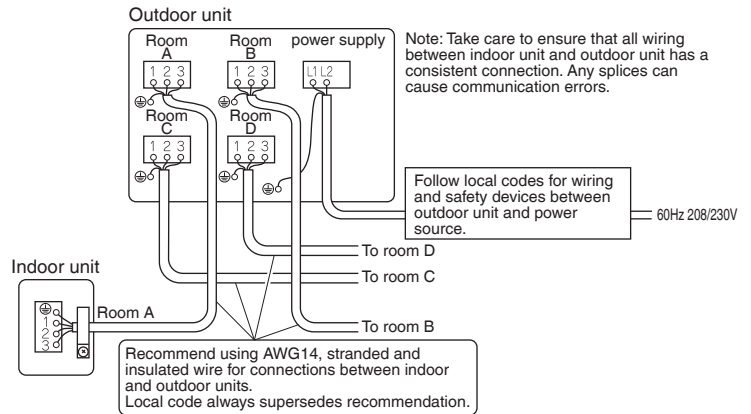 Outdoor unit
Room
A
Room
B
power supply
1 2 3
1 2 3
L1 L2
Room
C
Room
D
1 2 3
1 2 3
Note: Take care to ensure that all wiring
between indoor unit and outdoor unit has a
consistent connection. Any splices can
cause communication errors.
Follow local codes for wiring
and safety devices between
outdoor unit and power
source.
60Hz 208/230V
To room D
To room C
To room B
Indoor unit
Room A
1
2
3
Recommend using AWG14, stranded and
insulated wire for connections between indoor
and outdoor units.
Local code always supersedes recommendation.